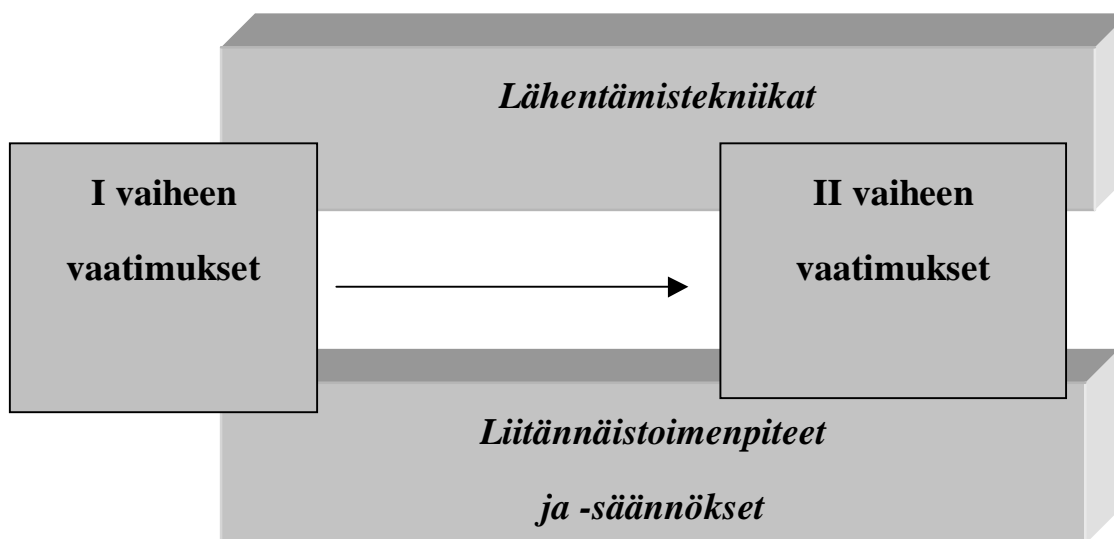 Lähentämistekniikat
I vaiheen
vaatimukset
II vaiheen
vaatimukset
Liitännäistoimenpiteet
ja -säännökset